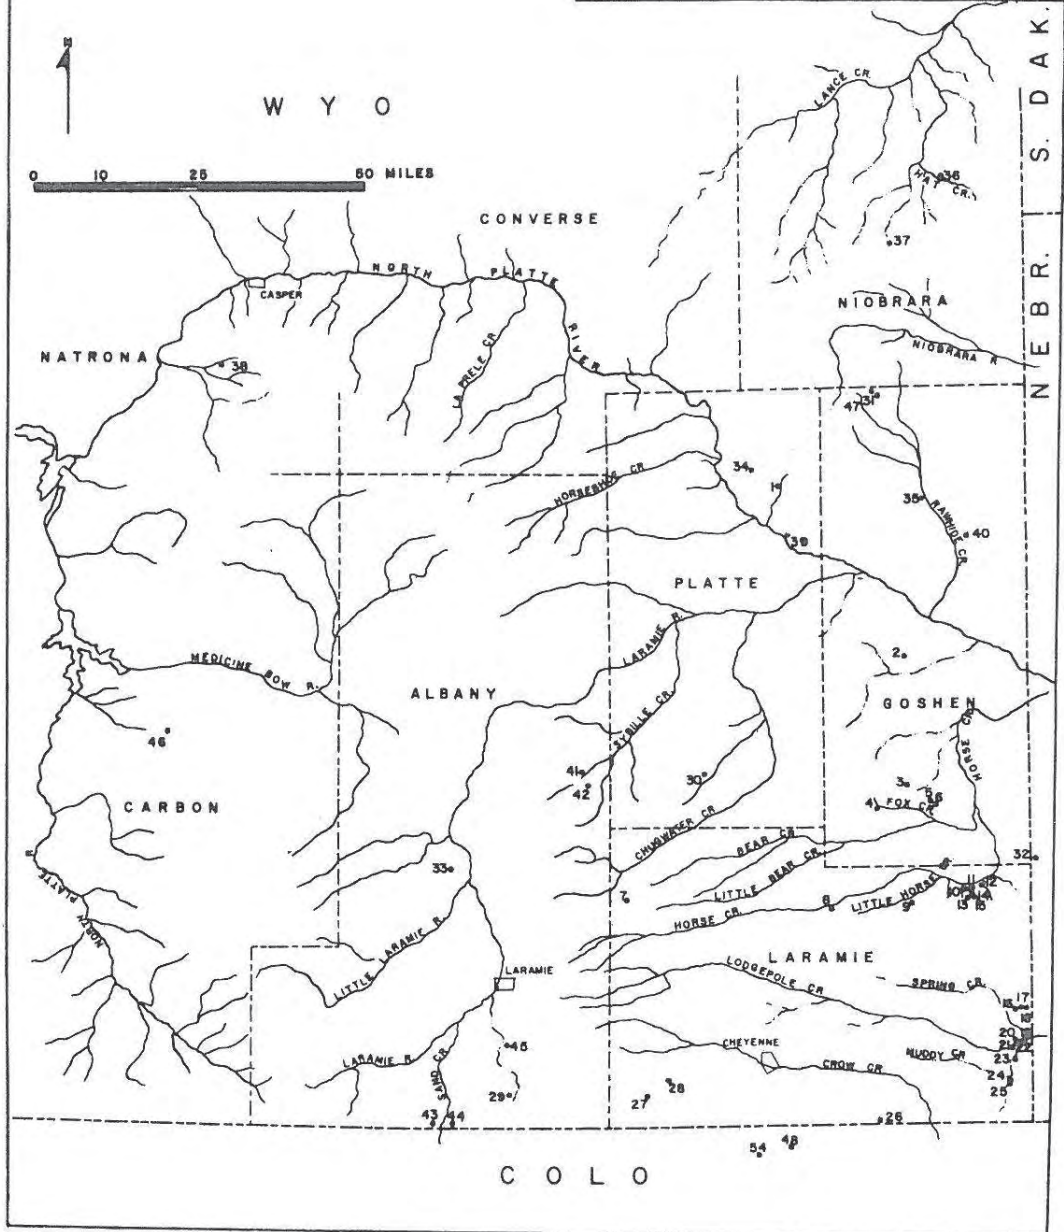 N
W Y O
0 10 25 50 MILES
CONVERSE
LANCE CR.
S. DAK.
HAT CR.
36
37
NORTH PLATTE RIVER
CASPER
NIOBRARA
NIOBRARA R.
NEBR.
NATRONA
38
LA PRELE CR.
47
31
HORSESHOE CR.
34
1
35
RAWHIDE CR.
40
39
PLATTE
LARAMIE R.
MEDICINE BOW R.
2
ALBANY
GOSHEN
SYBILLE CR.
HORSE CR.
46
41
42
30
3
5
6
4
FOX CR.
CARBON
CHUGWATER CR.
BEAR CR.
LITTLE BEAR CR.
32
33
7
8
LITTLE HORSE CR.
9
10
11
12
13
14
15
HORSE CR.
NORTH PLATTE R.
LITTLE LARAMIE R.
LARAMIE
LARAMIE
LODGEPOLE CR.
SPRING CR.
17
18
20
21
LARAMIE R.
SAND CR.
45
CHEYENNE
CROW CR.
MUDDY CR.
23
24
25
29
28
27
26
43
44
54
48
C O L O